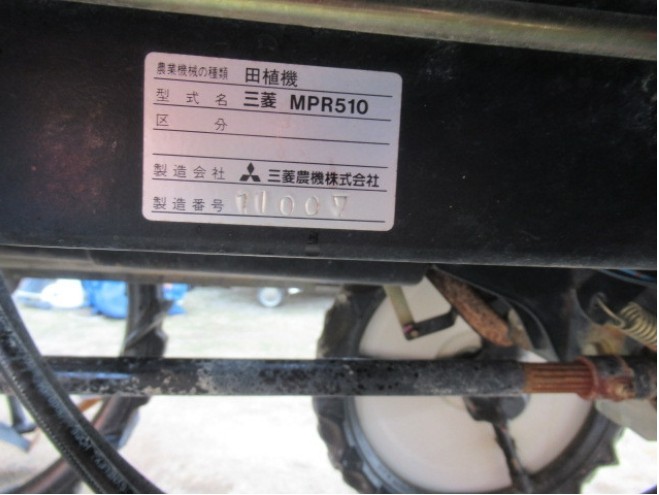 農業機械の種類 田植機
型式名 三菱 MPR510
区分
製造会社 三菱農機株式会社
製造番号